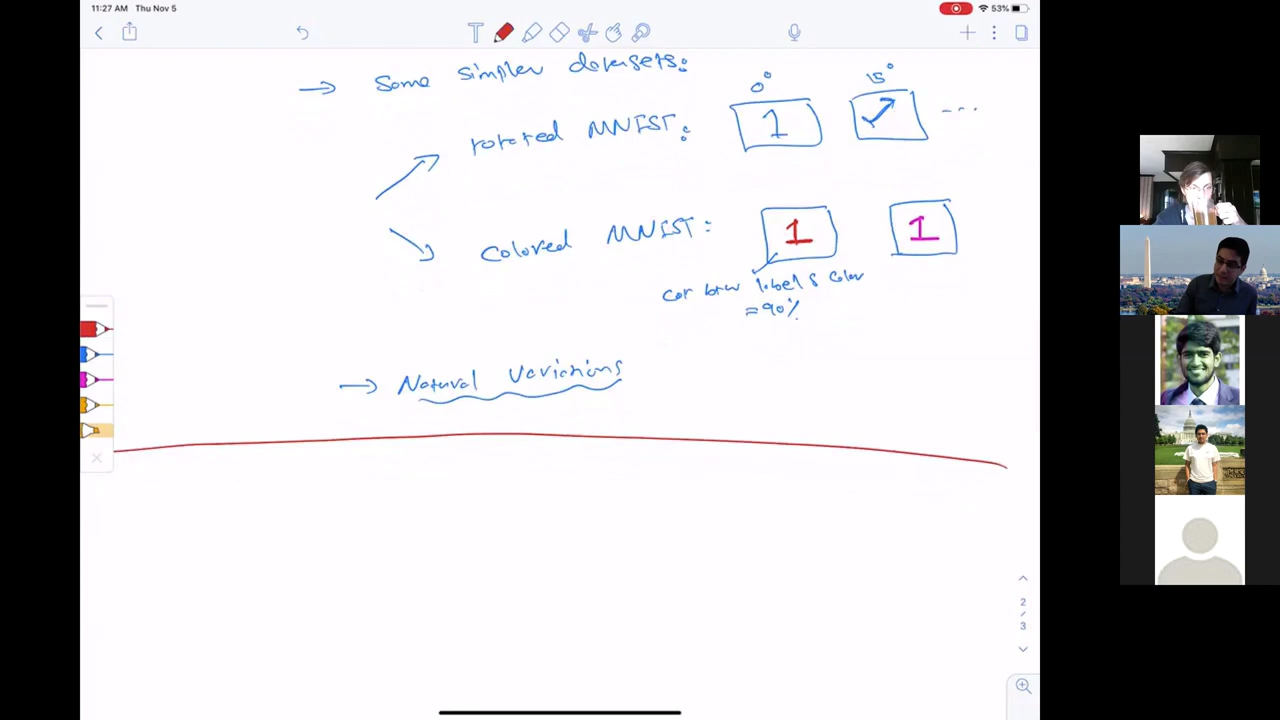 11:27 AM Thu Nov 5
53%
→ Some simpler datasets:
0° 15°
rotated MNIST: 1 ...
colored MNIST: 1 1
cor btw label & color
=90%
→ Natural Variations
2
/
3